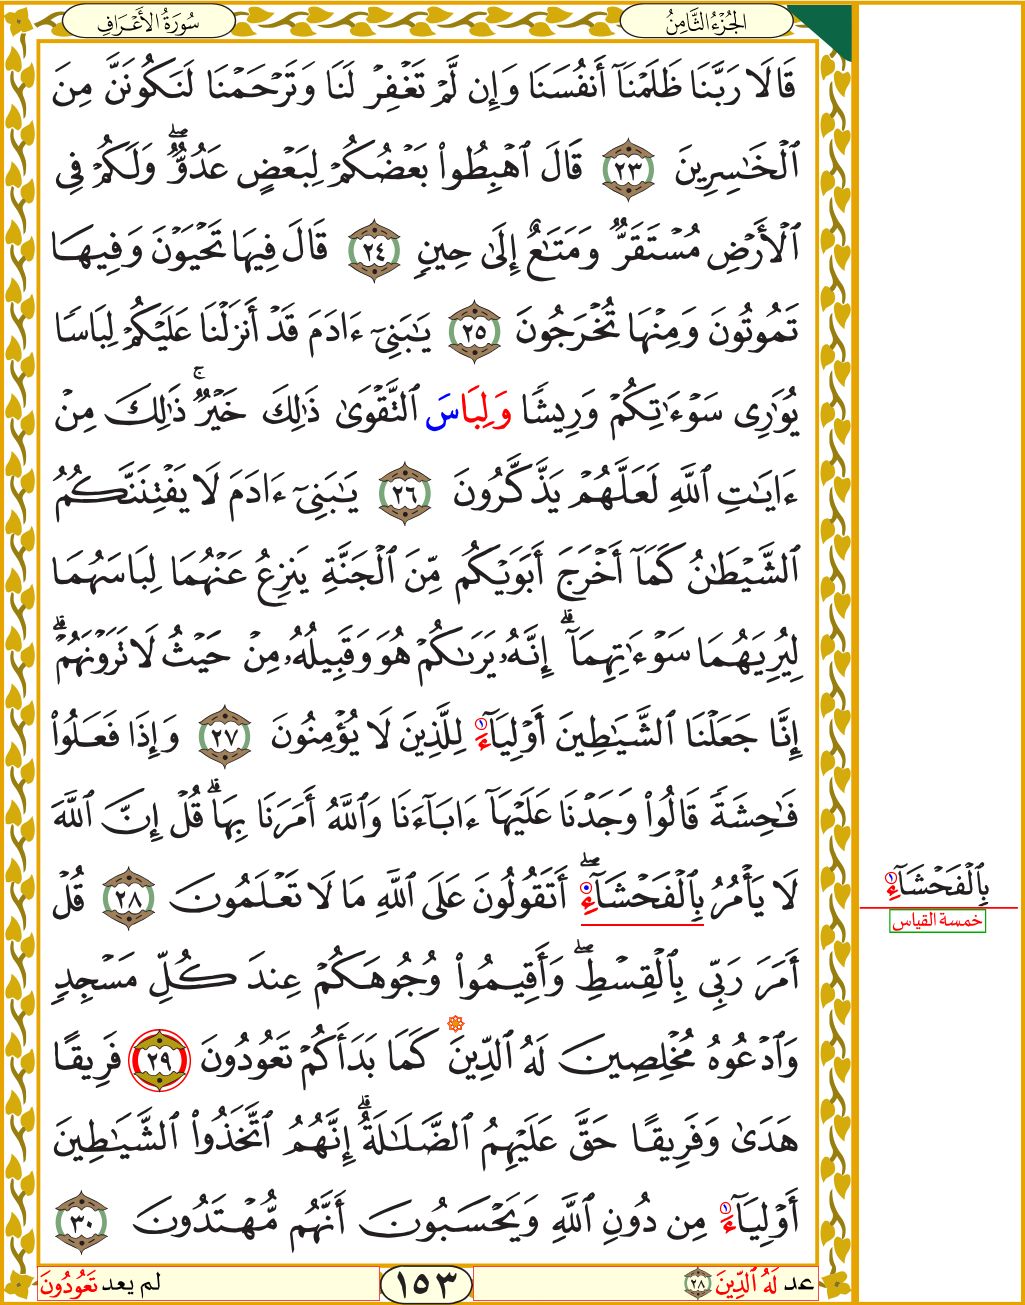 الجُزْءُ الثَّامِنُ
سُورَةُ الأَعْرَافِ
قَالَا رَبَّنَا ظَلَمْنَآ أَنفُسَنَا وَإِن لَّمْ تَغْفِرْ لَنَا وَتَرْحَمْنَا لَنَكُونَنَّ مِنَ
ٱلْخَـٰسِرِينَ ٢٣ قَالَ ٱهْبِطُوا۟ بَعْضُكُمْ لِبَعْضٍ عَدُوٌّ ۖ وَلَكُمْ فِى
ٱلْأَرْضِ مُسْتَقَرٌّ وَمَتَـٰعٌ إِلَىٰ حِينٍ ٢٤ قَالَ فِيهَا تَحْيَوْنَ وَفِيهَا
تَمُوتُونَ وَمِنْهَا تُخْرَجُونَ ٢٥ يَـٰبَنِىٓ ءَادَمَ قَدْ أَنزَلْنَا عَلَيْكُمْ لِبَاسًا
يُوَٰرِى سَوْءَٰتِكُمْ وَرِيشًا وَلِبَاسَ ٱلتَّقْوَىٰ ذَٰلِكَ خَيْرٌ ۚ ذَٰلِكَ مِنْ
ءَايَـٰتِ ٱللَّهِ لَعَلَّهُمْ يَذَّكَّرُونَ ٢٦ يَـٰبَنِىٓ ءَادَمَ لَا يَفْتِنَنَّكُمُ
ٱلشَّيْطَـٰنُ كَمَآ أَخْرَجَ أَبَوَيْكُم مِّنَ ٱلْجَنَّةِ يَنزِعُ عَنْهُمَا لِبَاسَهُمَا
لِيُرِيَهُمَا سَوْءَٰتِهِمَآ ۗ إِنَّهُۥ يَرَىٰكُمْ هُوَ وَقَبِيلُهُۥ مِنْ حَيْثُ لَا تَرَوْنَهُمْ ۗ
إِنَّا جَعَلْنَا ٱلشَّيَـٰطِينَ أَوْلِيَآءَ ١ لِلَّذِينَ لَا يُؤْمِنُونَ ٢٧ وَإِذَا فَعَلُوا۟
فَـٰحِشَةً قَالُوا۟ وَجَدْنَا عَلَيْهَآ ءَابَآءَنَا وَٱللَّهُ أَمَرَنَا بِهَا ۗ قُلْ إِنَّ ٱللَّهَ
لَا يَأْمُرُ بِٱلْفَحْشَآءِ ۖ أَتَقُولُونَ عَلَى ٱللَّهِ مَا لَا تَعْلَمُونَ ٢٨ قُلْ
أَمَرَ رَبِّى بِٱلْقِسْطِ ۖ وَأَقِيمُوا۟ وُجُوهَكُمْ عِندَ كُلِّ مَسْجِدٍ
وَٱدْعُوهُ مُخْلِصِينَ لَهُ ٱلدِّينَ كَمَا بَدَأَكُمْ تَعُودُونَ ٢٩ فَرِيقًا
هَدَىٰ وَفَرِيقًا حَقَّ عَلَيْهِمُ ٱلضَّلَـٰلَةُ ۗ إِنَّهُمُ ٱتَّخَذُوا۟ ٱلشَّيَـٰطِينَ
أَوْلِيَآءَ ١ مِن دُونِ ٱللَّهِ وَيَحْسَبُونَ أَنَّهُم مُّهْتَدُونَ ٣٠
بِٱلْفَحْشَآءِ ١
خمسة القياس
عد لَهُ ٱلدِّينَ ٢٨
١٥٣
لم يعد تَعُودُونَ